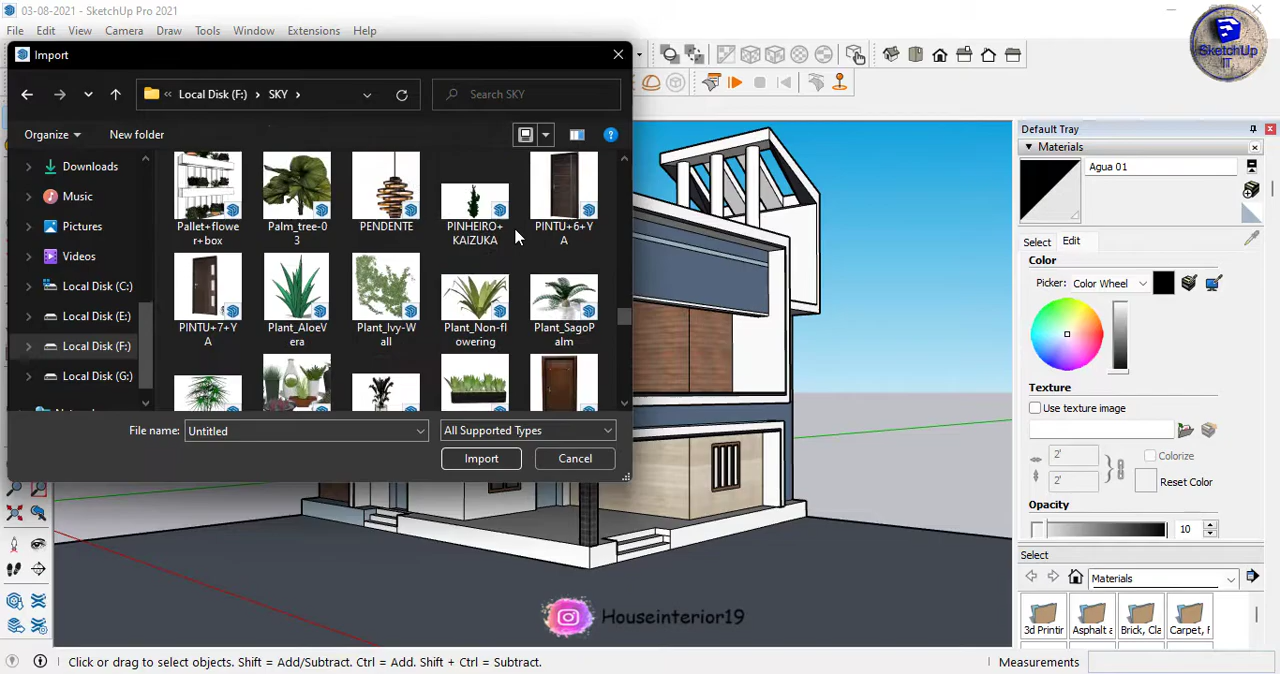 03-08-2021 - SketchUp Pro 2021
File Edit View Camera Draw Tools Window Extensions Help
SketchUp
IT
Import
Local Disk (F:) SKY
Search SKY
Organize New folder
Downloads
Music
Pictures
Videos
Local Disk (C:)
Local Disk (E:)
Local Disk (F:)
Local Disk (G:)
Pallet+flowe
r+box
Palm_tree-0
3
PENDENTE
PINHEIRO+
KAIZUKA
PINTU+6+Y
A
PINTU+7+Y
A
Plant_AloeV
era
Plant_Ivy-W
all
Plant_Non-fl
owering
Plant_SagoP
alm
File name: Untitled
All Supported Types
Import Cancel
Default Tray
Materials
Agua 01
Select Edit
Color
Picker: Color Wheel
Texture
Use texture image
2'
Colorize
2'
Reset Color
Opacity
10
Select
Materials
3d Printir
Asphalt a
Brick, Cla
Carpet, F
Houseinterior19
Click or drag to select objects. Shift = Add/Subtract. Ctrl = Add. Shift + Ctrl = Subtract.
Measurements